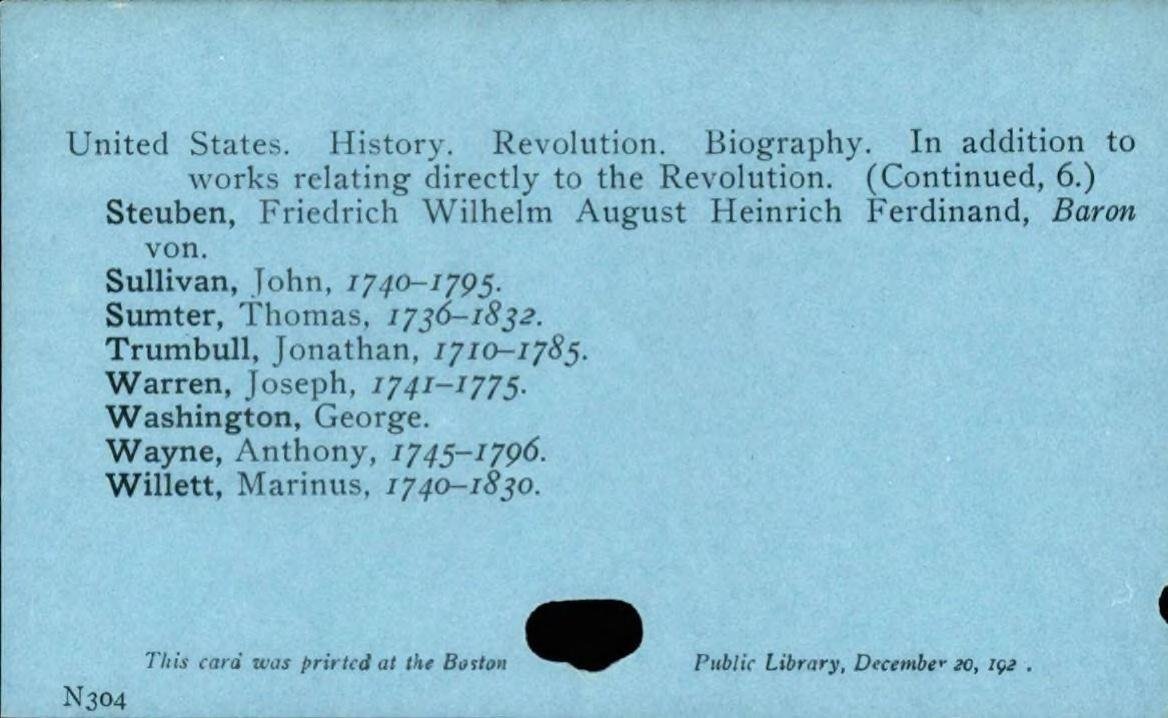 United States. History. Revolution. Biography. In addition to
works relating directly to the Revolution. (Continued, 6.)
Steuben, Friedrich Wilhelm August Heinrich Ferdinand, Baron
von.
Sullivan, John, 1740–1795.
Sumter, Thomas, 1736–1832.
Trumbull, Jonathan, 1710–1785.
Warren, Joseph, 1741–1775.
Washington, George.
Wayne, Anthony, 1745–1796.
Willett, Marinus, 1740–1830.
This card was prirted at the Boston Public Library, December 20, 192 .
N304